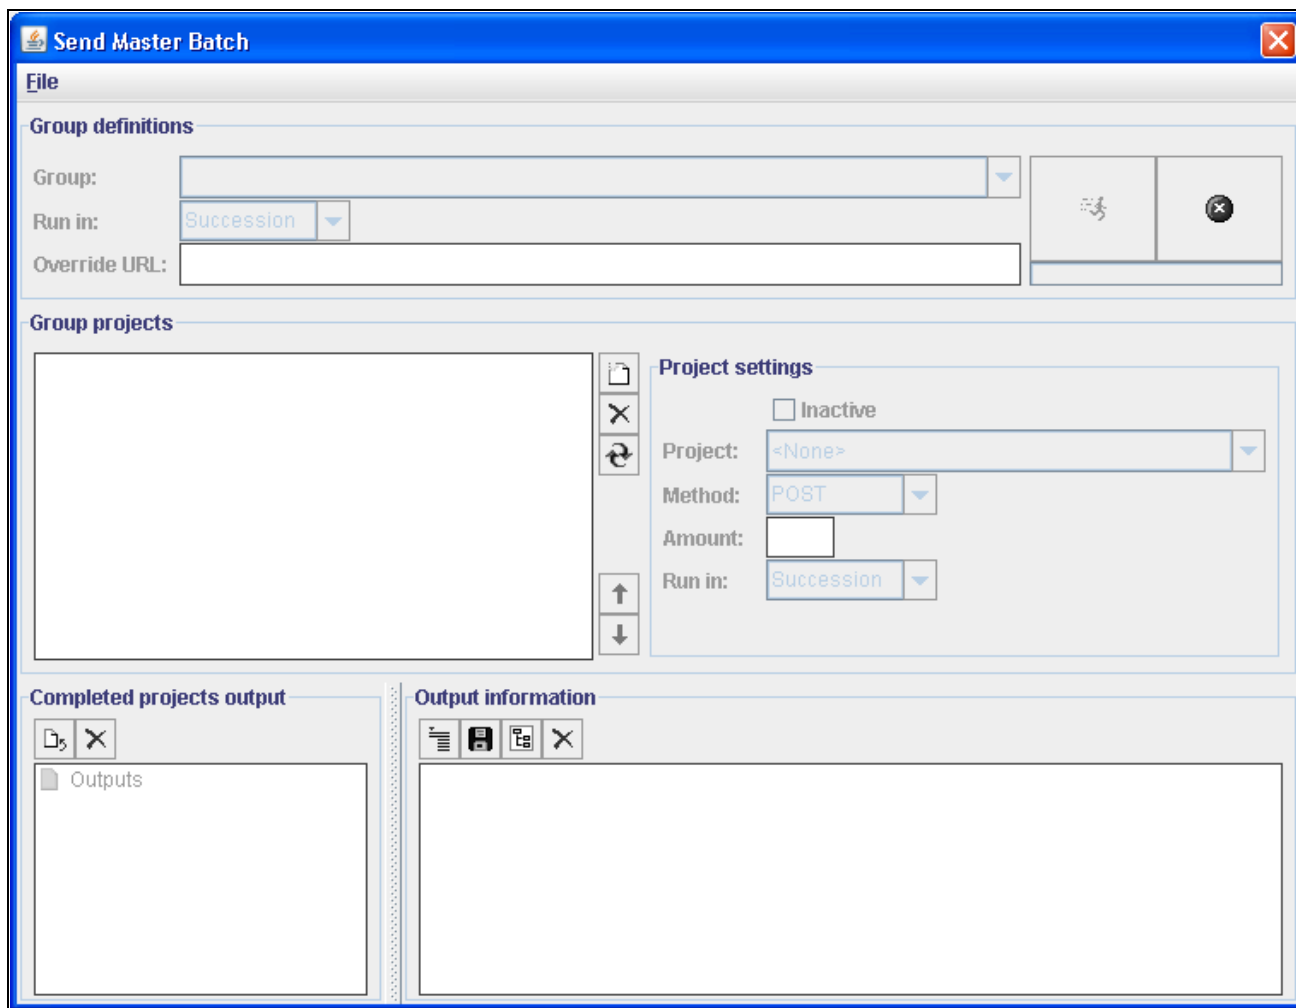 Send Master Batch
File
Group definitions
Group:
Run in: Succession
Override URL:
Group projects
Project settings
Inactive
Project: <None>
Method: POST
Amount:
Run in: Succession
Completed projects output
Output information
Outputs